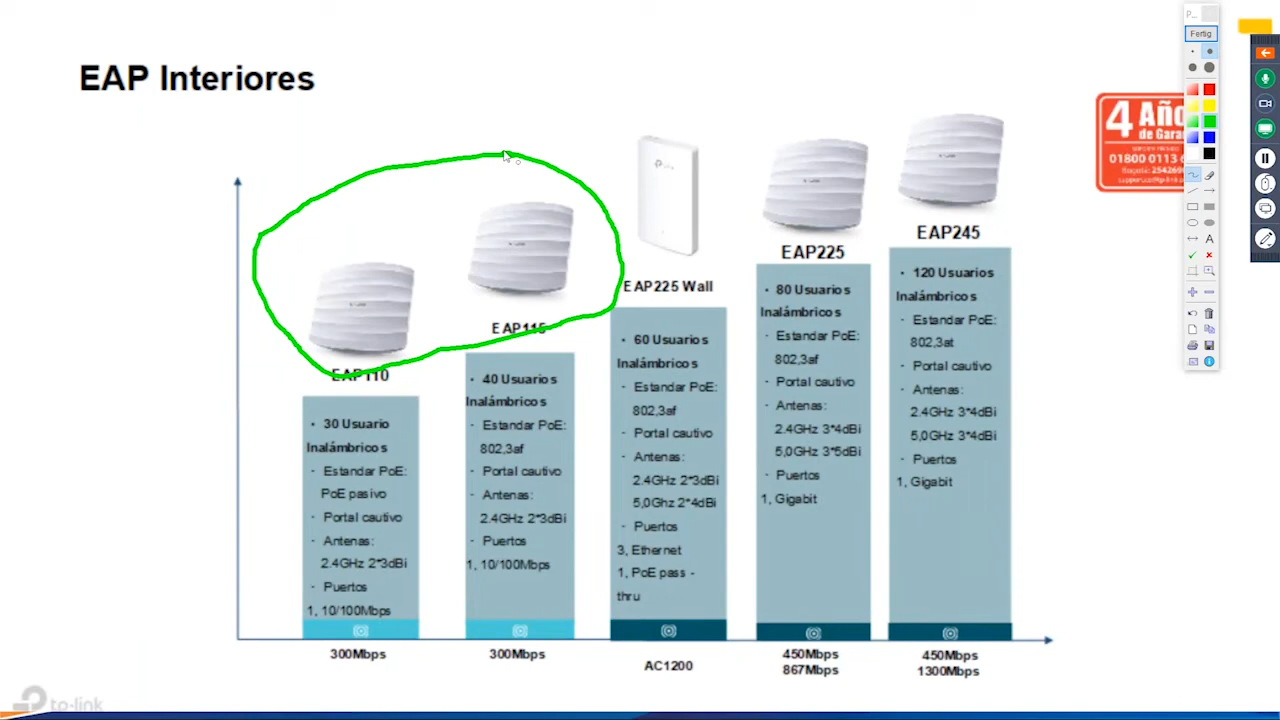 EAP Interiores
P...
Fertig
4 Año
de Gara
01800 0113
EAP110
· 30 Usuario
Inalámbricos
· Estandar PoE:
PoE pasivo
· Portal cautivo
· Antenas:
2.4GHz 2*3dBi
· Puertos
1, 10/100Mbps
300Mbps
EAP115
· 40 Usuarios
Inalámbricos
· Estandar PoE:
802,3af
· Portal cautivo
· Antenas:
2.4GHz 2*3dBi
· Puertos
1, 10/100Mbps
300Mbps
EAP225 Wall
· 60 Usuarios
Inalámbricos
· Estandar PoE:
802,3af
· Portal cautivo
· Antenas:
2.4GHz 2*3dBi
5,0Ghz 2*4dBi
· Puertos
3, Ethernet
1, PoE pass -
thru
AC1200
EAP225
· 80 Usuarios
Inalámbricos
· Estandar PoE:
802,3af
· Portal cautivo
· Antenas:
2.4GHz 3*4dBi
5,0GHz 3*5dBi
· Puertos
1, Gigabit
450Mbps
867Mbps
EAP245
· 120 Usuarios
Inalámbricos
· Estandar PoE:
802,3at
· Portal cautivo
· Antenas:
2.4GHz 3*4dBi
5,0GHz 3*4dBi
· Puertos
1, Gigabit
450Mbps
1300Mbps
tp-link